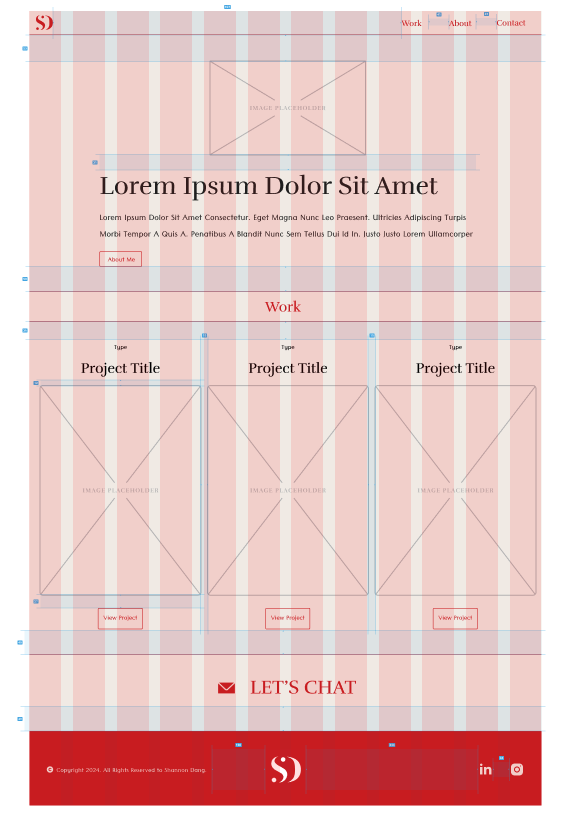 SD
Work About Contact
IMAGE PLACEHOLDER
Lorem Ipsum Dolor Sit Amet
Lorem Ipsum Dolor Sit Amet Consectetur. Eget Magna Nunc Leo Praesent. Ultricies Adipiscing Turpis
Morbi Tempor A Quis A. Penatibus A Blandit Nunc Sem Tellus Dui Id In. Justo Justo Lorem Ullamcorper
About Me
Work
Type Type Type
Project Title Project Title Project Title
IMAGE PLACEHOLDER IMAGE PLACEHOLDER IMAGE PLACEHOLDER
View Project View Project View Project
LET'S CHAT
© Copyright 2024. All Rights Reserved to Shannon Dang. SD in